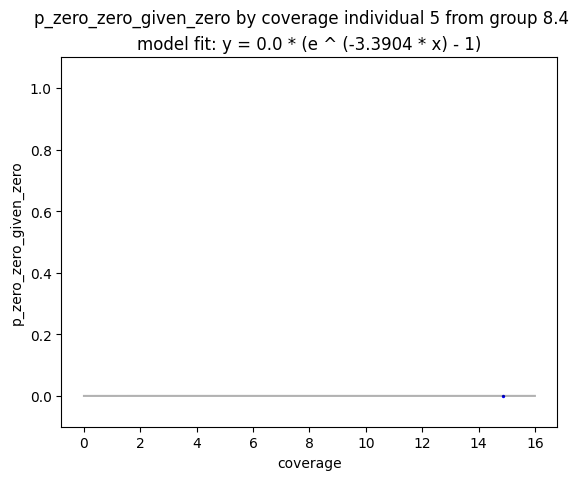 p_zero_zero_given_zero by coverage individual 5 from group 8.4
model fit: y = 0.0 * (e ^ (-3.3904 * x) - 1)
1.0
0.8
0.6
0.4
0.2
0.0
p_zero_zero_given_zero
0 2 4 6 8 10 12 14 16
coverage